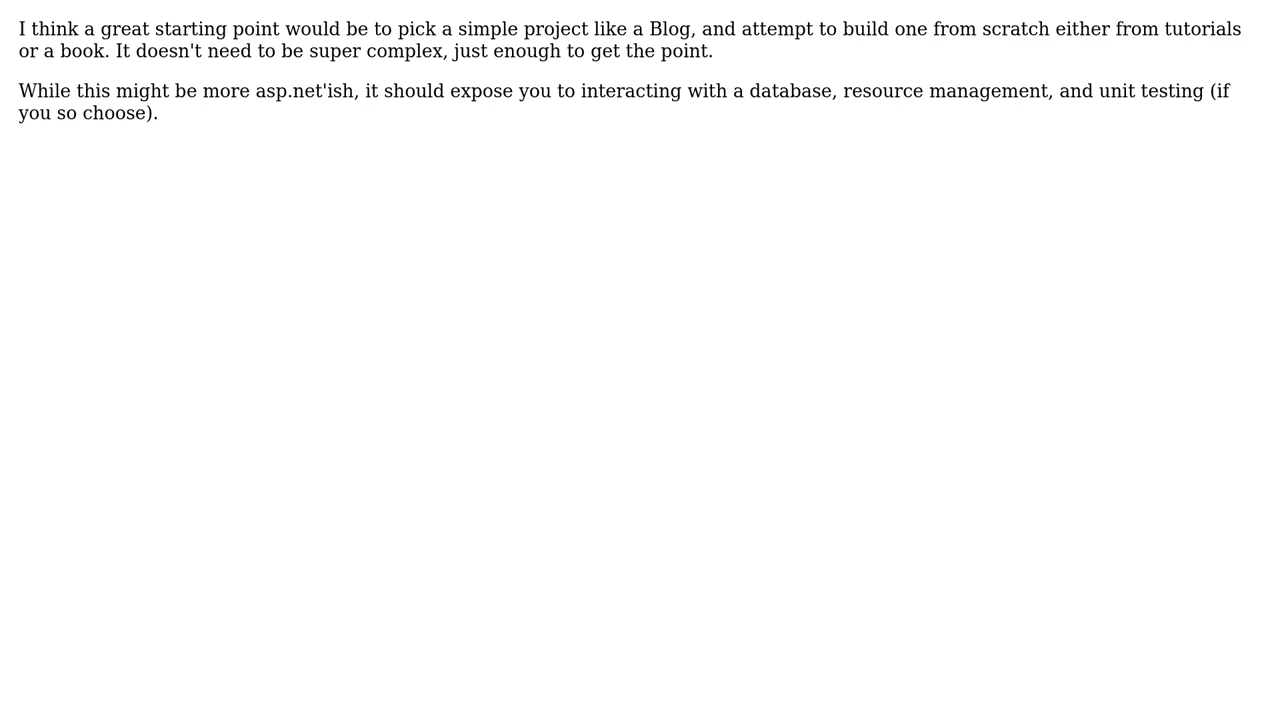 I think a great starting point would be to pick a simple project like a Blog, and attempt to build one from scratch either from tutorials
or a book. It doesn't need to be super complex, just enough to get the point.
While this might be more asp.net'ish, it should expose you to interacting with a database, resource management, and unit testing (if
you so choose).